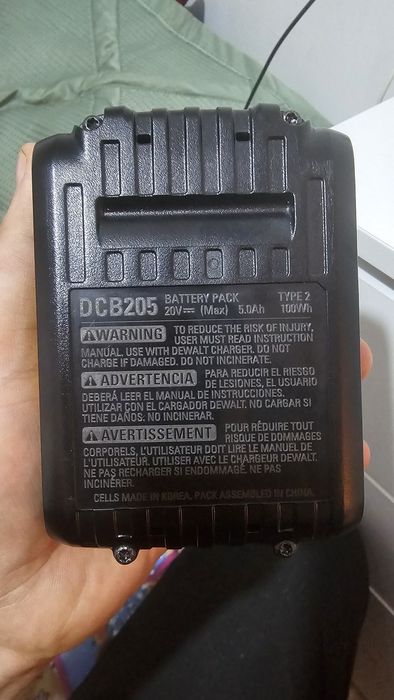 DCB205 BATTERY PACK TYPE 2
20V⎓ (Max) 5.0Ah 100Wh
WARNING TO REDUCE THE RISK OF INJURY,
USER MUST READ INSTRUCTION
MANUAL. USE WITH DEWALT CHARGER. DO NOT
CHARGE IF DAMAGED. DO NOT INCINERATE.
ADVERTENCIA PARA REDUCIR EL RIESGO
DE LESIONES, EL USUARIO
DEBERÁ LEER EL MANUAL DE INSTRUCCIONES.
UTILIZAR CON EL CARGADOR DEWALT. NO CARGAR SI
TIENE DAÑOS. NO INCINERAR.
AVERTISSEMENT POUR RÉDUIRE TOUT
RISQUE DE DOMMAGES
CORPORELS, L'UTILISATEUR DOIT LIRE LE MANUEL DE
L'UTILISATEUR. UTILISER AVEC LE CHARGEUR DEWALT.
NE PAS RECHARGER SI ENDOMMAGÉ. NE PAS
INCINÉRER.
CELLS MADE IN KOREA. PACK ASSEMBLED IN CHINA.